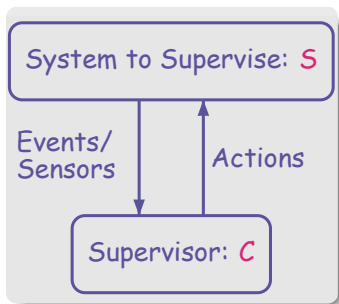 System to Supervise: S
Events/
Sensors
Actions
Supervisor: C